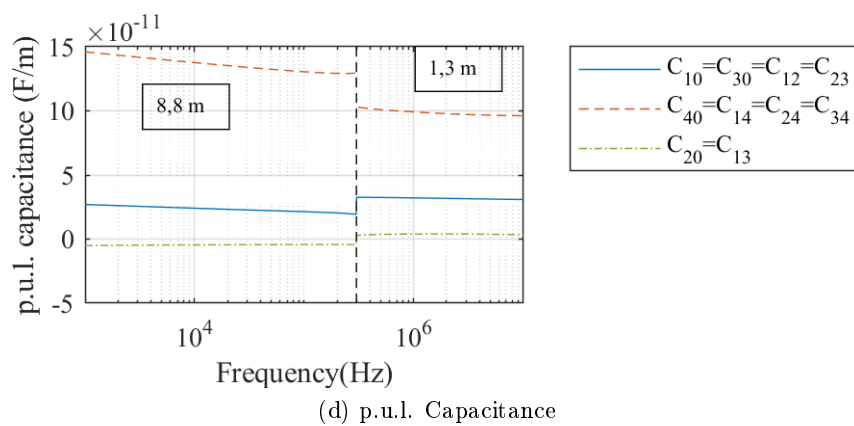 ×10⁻¹¹
15
10
5
0
-5
p.u.l. capacitance (F/m)
8,8 m
1,3 m
10⁴
10⁶
Frequency(Hz)
C₁₀=C₃₀=C₁₂=C₂₃
C₄₀=C₁₄=C₂₄=C₃₄
C₂₀=C₁₃
(d) p.u.l. Capacitance